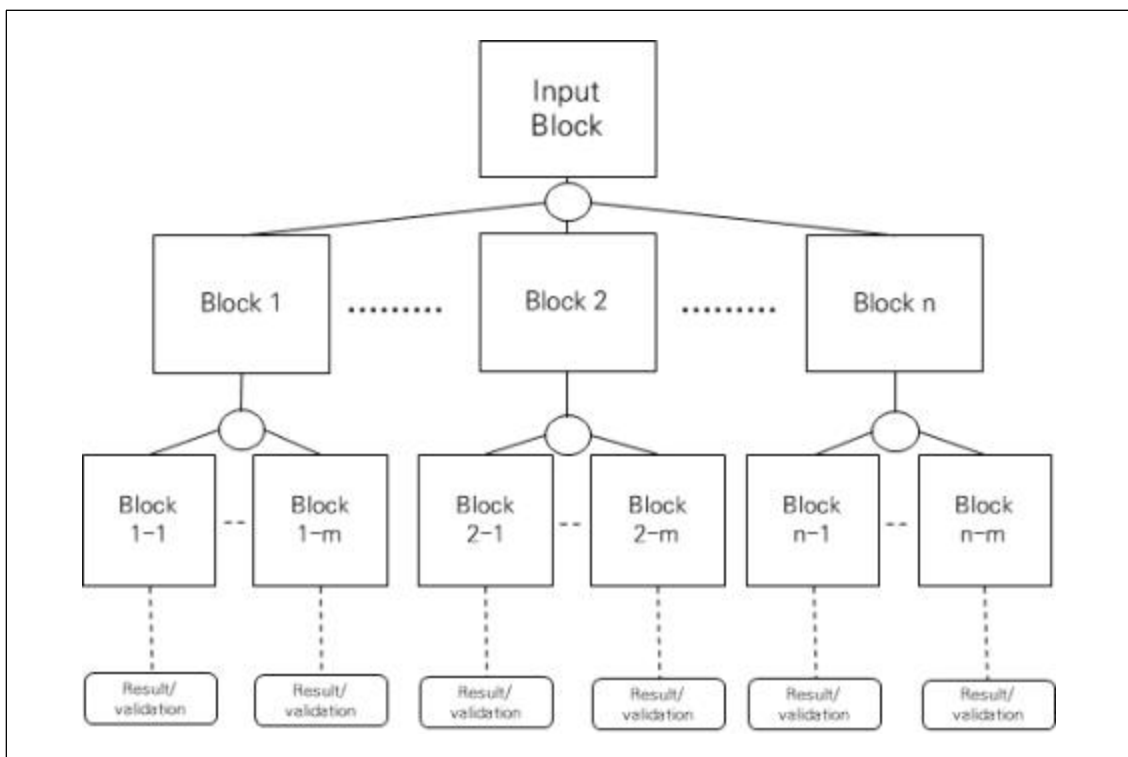 Input
Block
Block 1
Block 2
Block n
Block
1-1
Block
1-m
Block
2-1
Block
2-m
Block
n-1
Block
n-m
Result/
validation
Result/
validation
Result/
validation
Result/
validation
Result/
validation
Result/
validation